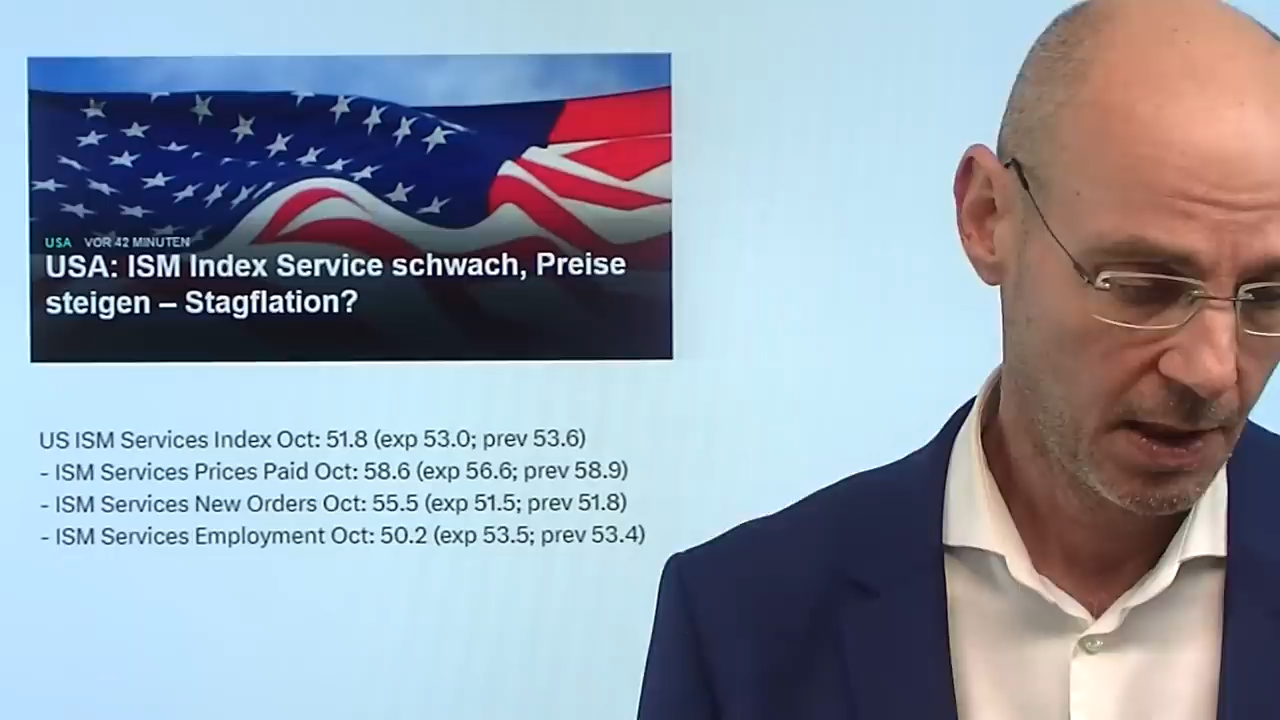 USA VOR 42 MINUTEN
USA: ISM Index Service schwach, Preise
steigen – Stagflation?
US ISM Services Index Oct: 51.8 (exp 53.0; prev 53.6)
- ISM Services Prices Paid Oct: 58.6 (exp 56.6; prev 58.9)
- ISM Services New Orders Oct: 55.5 (exp 51.5; prev 51.8)
- ISM Services Employment Oct: 50.2 (exp 53.5; prev 53.4)